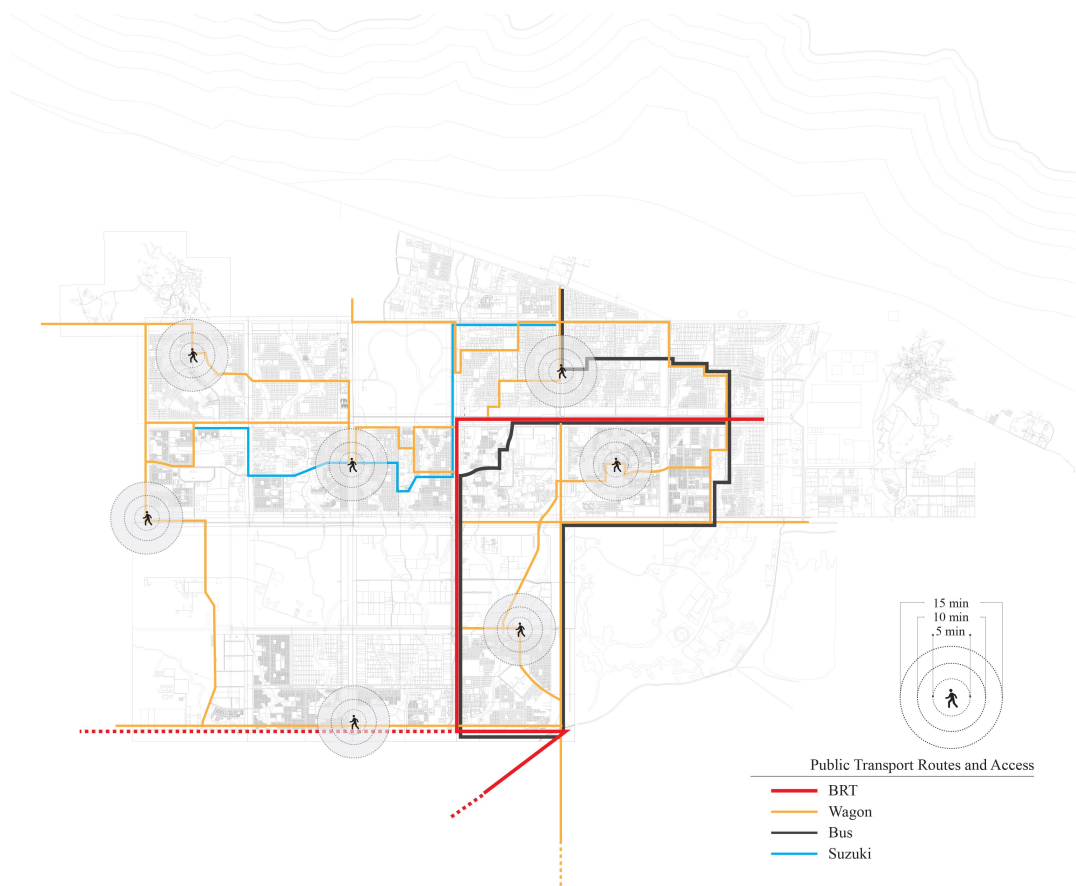 15 min
10 min
5 min
Public Transport Routes and Access
BRT
Wagon
Bus
Suzuki